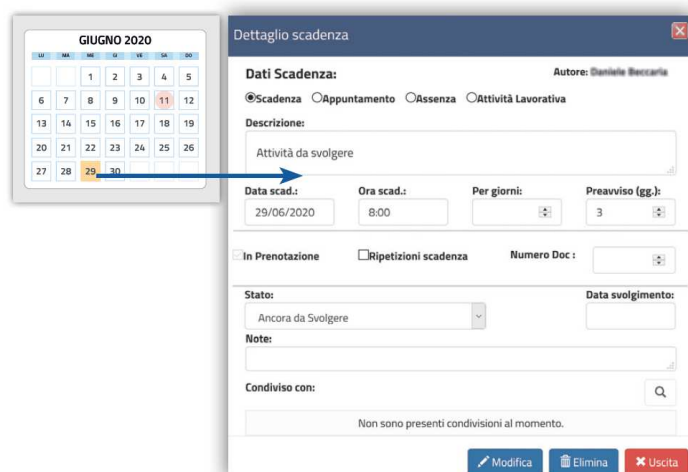 GIUGNO 2020
LU MA ME GI VE SA DO
1 2 3 4 5
6 7 8 9 10 11 12
13 14 15 16 17 18 19
20 21 22 23 24 25 26
27 28 29 30
Dettaglio scadenza
Dati Scadenza: Autore: Daniele Beccaria
Scadenza Appuntamento Assenza Attività Lavorativa
Descrizione:
Attività da svolgere
Data scad.: Ora scad.: Per giorni: Preavviso (gg.):
29/06/2020 8:00 3
In Prenotazione Ripetizioni scadenza Numero Doc :
Stato: Data svolgimento:
Ancora da Svolgere
Note:
Condiviso con:
Non sono presenti condivisioni al momento.
Modifica Elimina Uscita